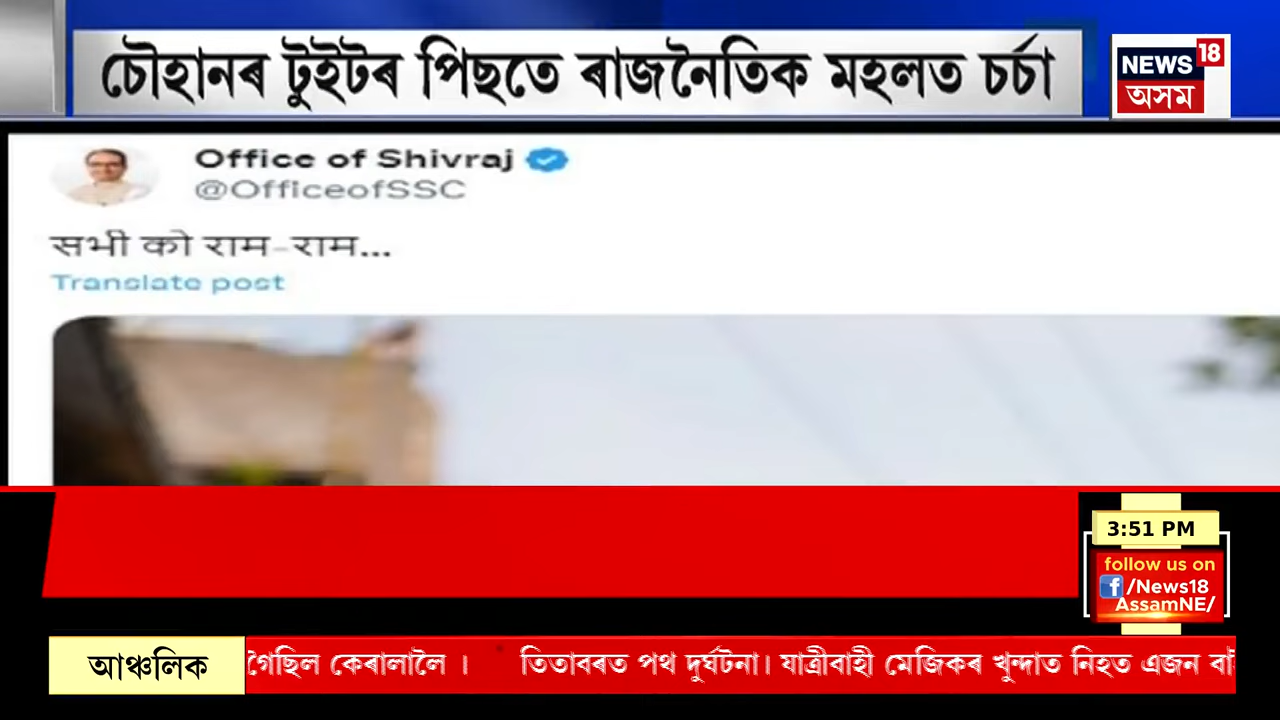 চৌহানৰ টুইটৰ পিছতে ৰাজনৈতিক মহলত চৰ্চা
NEWS 18
অসম
Office of Shivraj
@OfficeofSSC
सभी को राम-राम...
Translate post
3:51 PM
follow us on
/News18
AssamNE/
আঞ্চলিক
গৈছিল কেৰালালৈ । তিতাবৰত পথ দুৰ্ঘটনা। যাত্ৰীবাহী মেজিকৰ খুন্দাত নিহত এজন